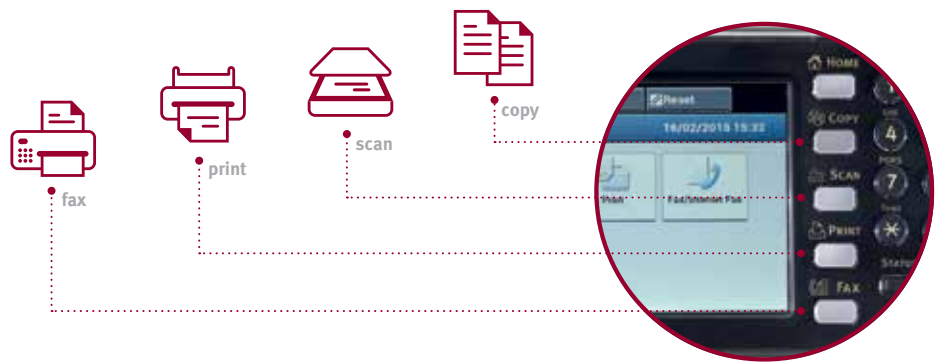 copy
scan
print
fax
Reset
16/02/2015 15:32
Print
Fax/Internet Fax
HOME
COPY
SCAN
PRINT
FAX
4
7
*